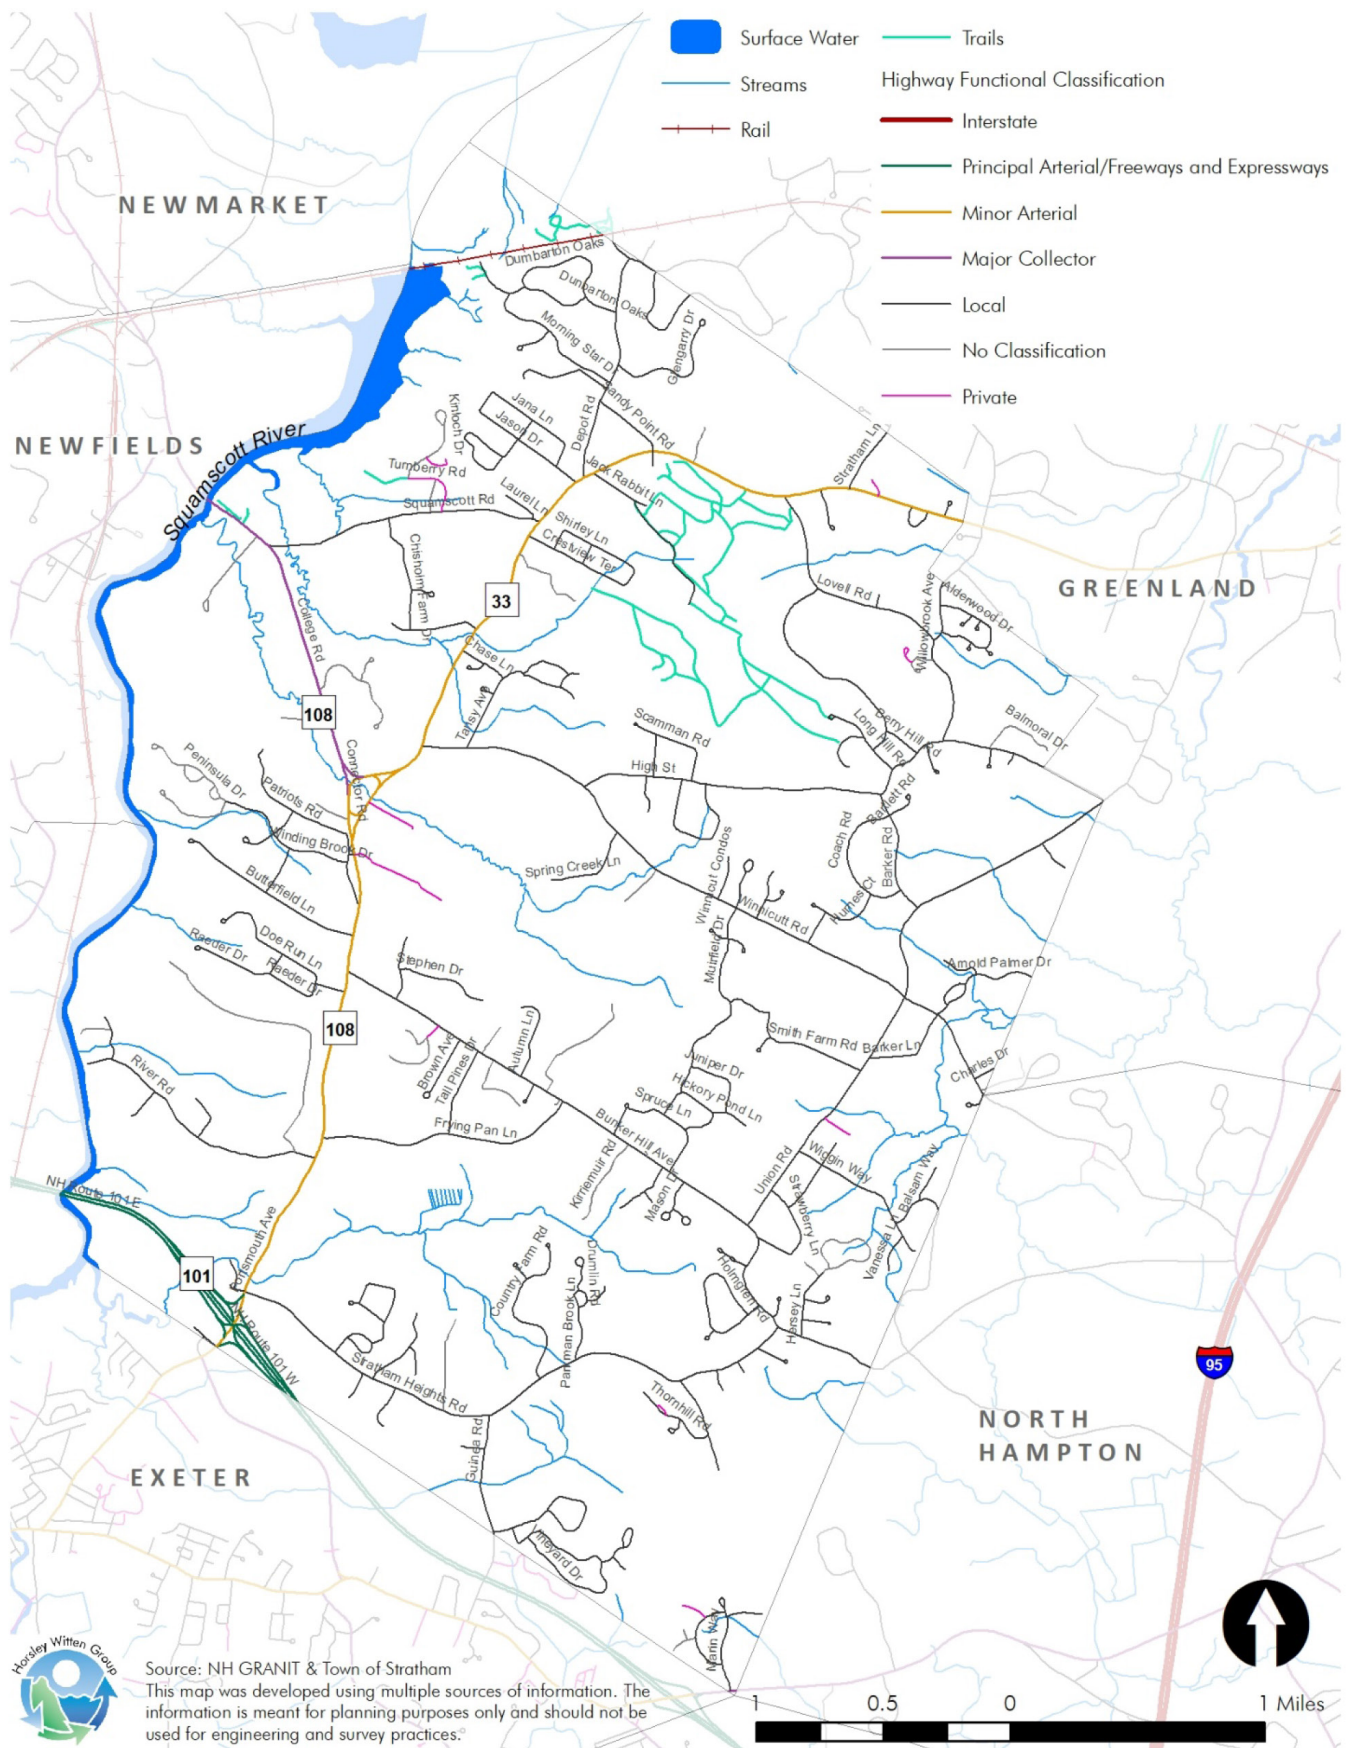 Surface Water
Trails
Streams
Highway Functional Classification
Rail
Interstate
Principal Arterial/Freeways and Expressways
Minor Arterial
Major Collector
Local
No Classification
Private
NEWMARKET
Dumbarton Oaks
Dunbarton Oaks
Morning Star Dr
Glengarry Dr
Sandy Point Rd
Kinloch Dr
Jana Ln
Jason Dr
Depot Rd
NEWFIELDS
Squamscott River
Stratham Ln
Jack Rabbit Ln
Tumberry Rd
Squamscott Rd
Laurel Ln
Shirley Ln
Crestview Ter
Chisholm Farm Dr
33
Lovell Rd
Willowbrook Ave
Alderwood Dr
GREENLAND
College Rd
Chase Ln
Tansy Ave
108
Scamman Rd
High St
Long Hill Rd
Berry Hill Rd
Balmoral Dr
Connector Rd
Peninsula Dr
Patriots Rd
Winding Brook Dr
Bartlett Rd
Coach Rd
Barker Rd
Spring Creek Ln
Butterfield Ln
Winnicut Condos
Winnicutt Rd
Humes Ct
Doe Run Ln
Raeder Dr
Raeder Dr
Stephen Dr
Muirfield Dr
Arnold Palmer Dr
108
Autumn Ln
Smith Farm Rd
Barker Ln
Brown Ave
Tall Pines Dr
Juniper Dr
Charles Dr
River Rd
Hickory Pond Ln
Spruce Ln
Frying Pan Ln
Bunker Hill Ave
Kirriemuir Rd
Mason Dr
Union Rd
Wiggin Way
Strawberry Ln
Balsam Way
Vanessa Ln
NH Route 101 E
Portsmouth Ave
101
NH Route 101 W
Country Farm Rd
Drumlin Rd
Parkman Brook Ln
Holmgren Rd
Hersey Ln
95
Stratham Heights Rd
Thornhill Rd
Guinea Rd
NORTH
HAMPTON
EXETER
Vineyard Dr
Marin Way
Horsley Witten Group
Source: NH GRANIT & Town of Stratham
This map was developed using multiple sources of information. The
information is meant for planning purposes only and should not be
used for engineering and survey practices.
1 0.5 0 1 Miles